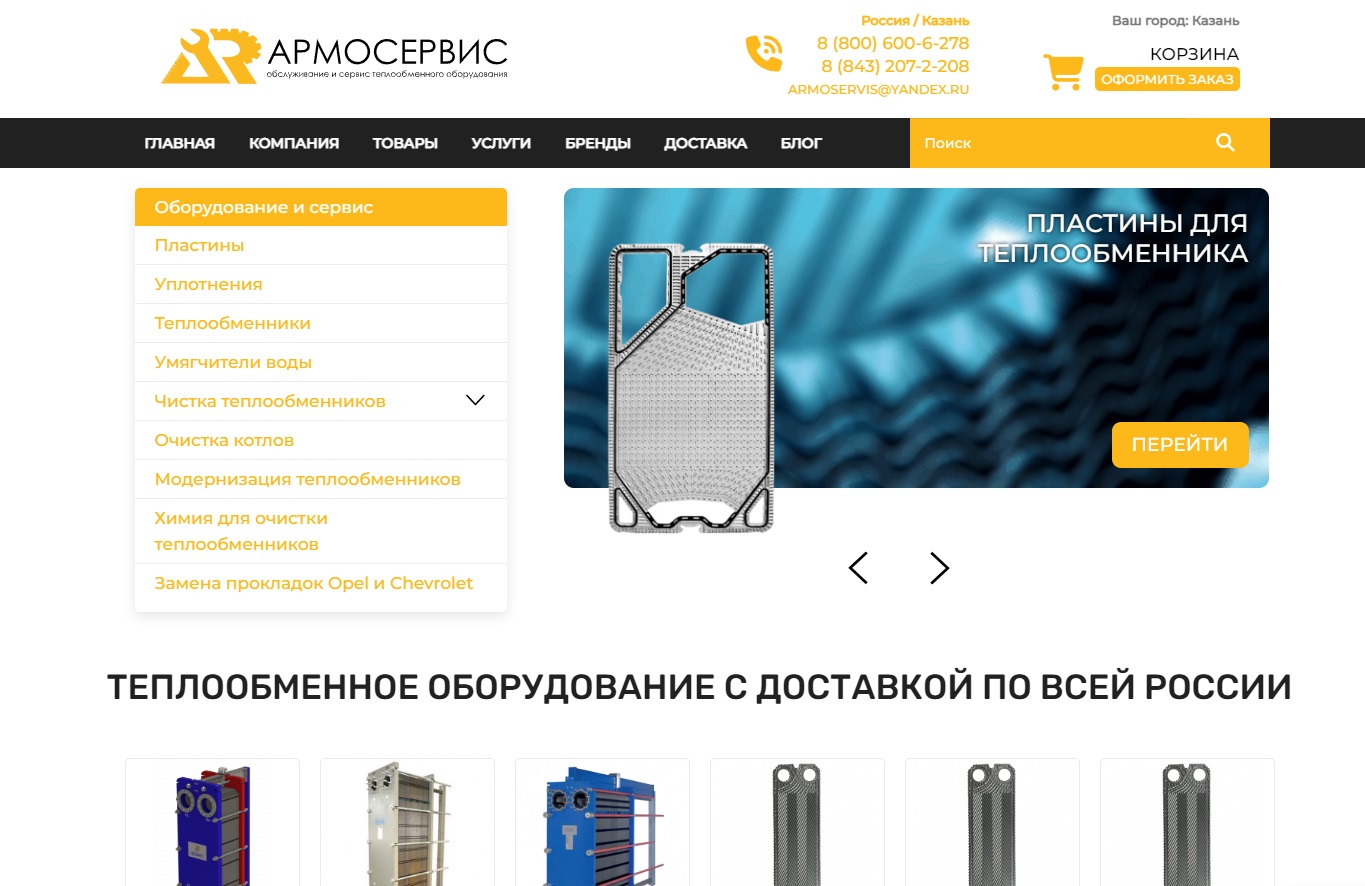 АРМОСЕРВИС
обслуживание и сервис теплообменного оборудования
Россия / Казань
8 (800) 600-6-278
8 (843) 207-2-208
ARMOSERVIS@YANDEX.RU
Ваш город: Казань
КОРЗИНА
ОФОРМИТЬ ЗАКАЗ
ГЛАВНАЯ КОМПАНИЯ ТОВАРЫ УСЛУГИ БРЕНДЫ ДОСТАВКА БЛОГ Поиск
Оборудование и сервис
Пластины
Уплотнения
Теплообменники
Умягчители воды
Чистка теплообменников
Очистка котлов
Модернизация теплообменников
Химия для очистки
теплообменников
Замена прокладок Opel и Chevrolet
ПЛАСТИНЫ ДЛЯ
ТЕПЛООБМЕННИКА
ПЕРЕЙТИ
ТЕПЛООБМЕННОЕ ОБОРУДОВАНИЕ С ДОСТАВКОЙ ПО ВСЕЙ РОССИИ